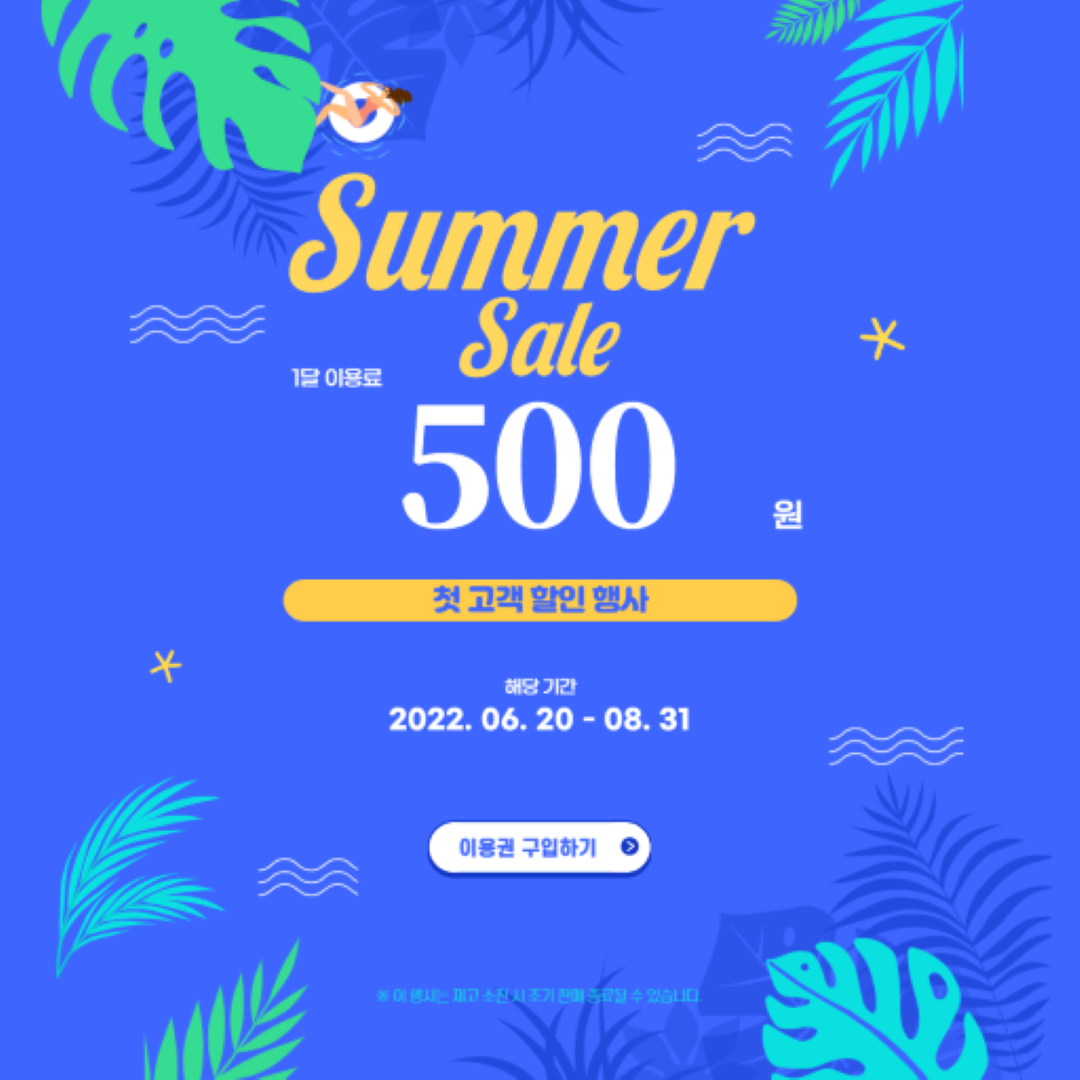 Summer
Sale
1달 이용료
500
원
첫 고객 할인 행사
해당 기간
2022. 06. 20 - 08. 31
이용권 구입하기
※ 이 행사는 재고 소진 시 조기 판매 종료될 수 있습니다.